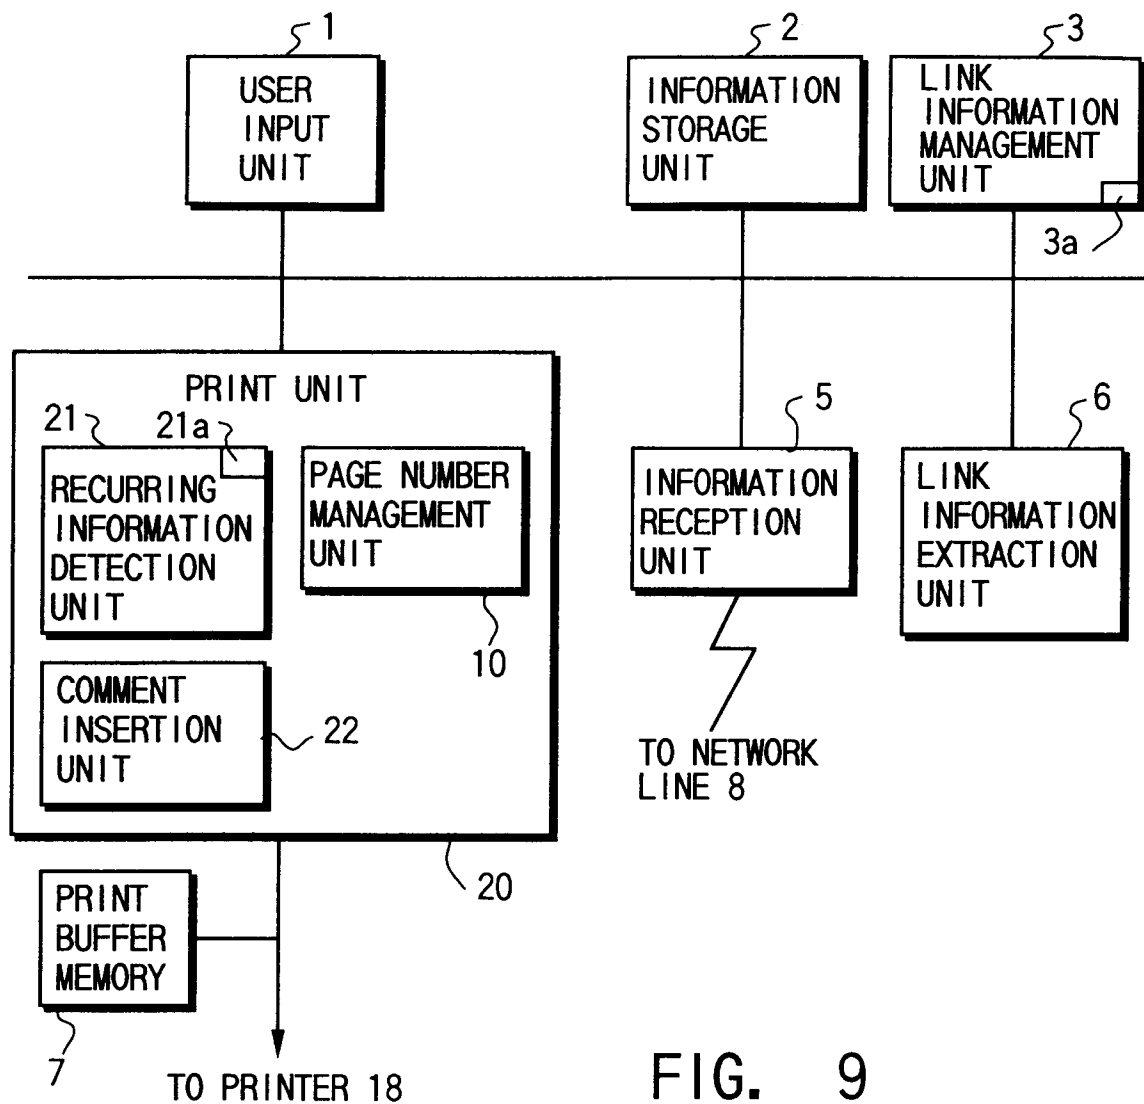 1
USER
INPUT
UNIT
2
INFORMATION
STORAGE
UNIT
3
LINK
INFORMATION
MANAGEMENT
UNIT
3a
PRINT UNIT
21
21a
RECURRING
INFORMATION
DETECTION
UNIT
PAGE NUMBER
MANAGEMENT
UNIT
10
COMMENT
INSERTION
UNIT
22
20
5
INFORMATION
RECEPTION
UNIT
TO NETWORK
LINE 8
6
LINK
INFORMATION
EXTRACTION
UNIT
PRINT
BUFFER
MEMORY
7
TO PRINTER 18
FIG. 9